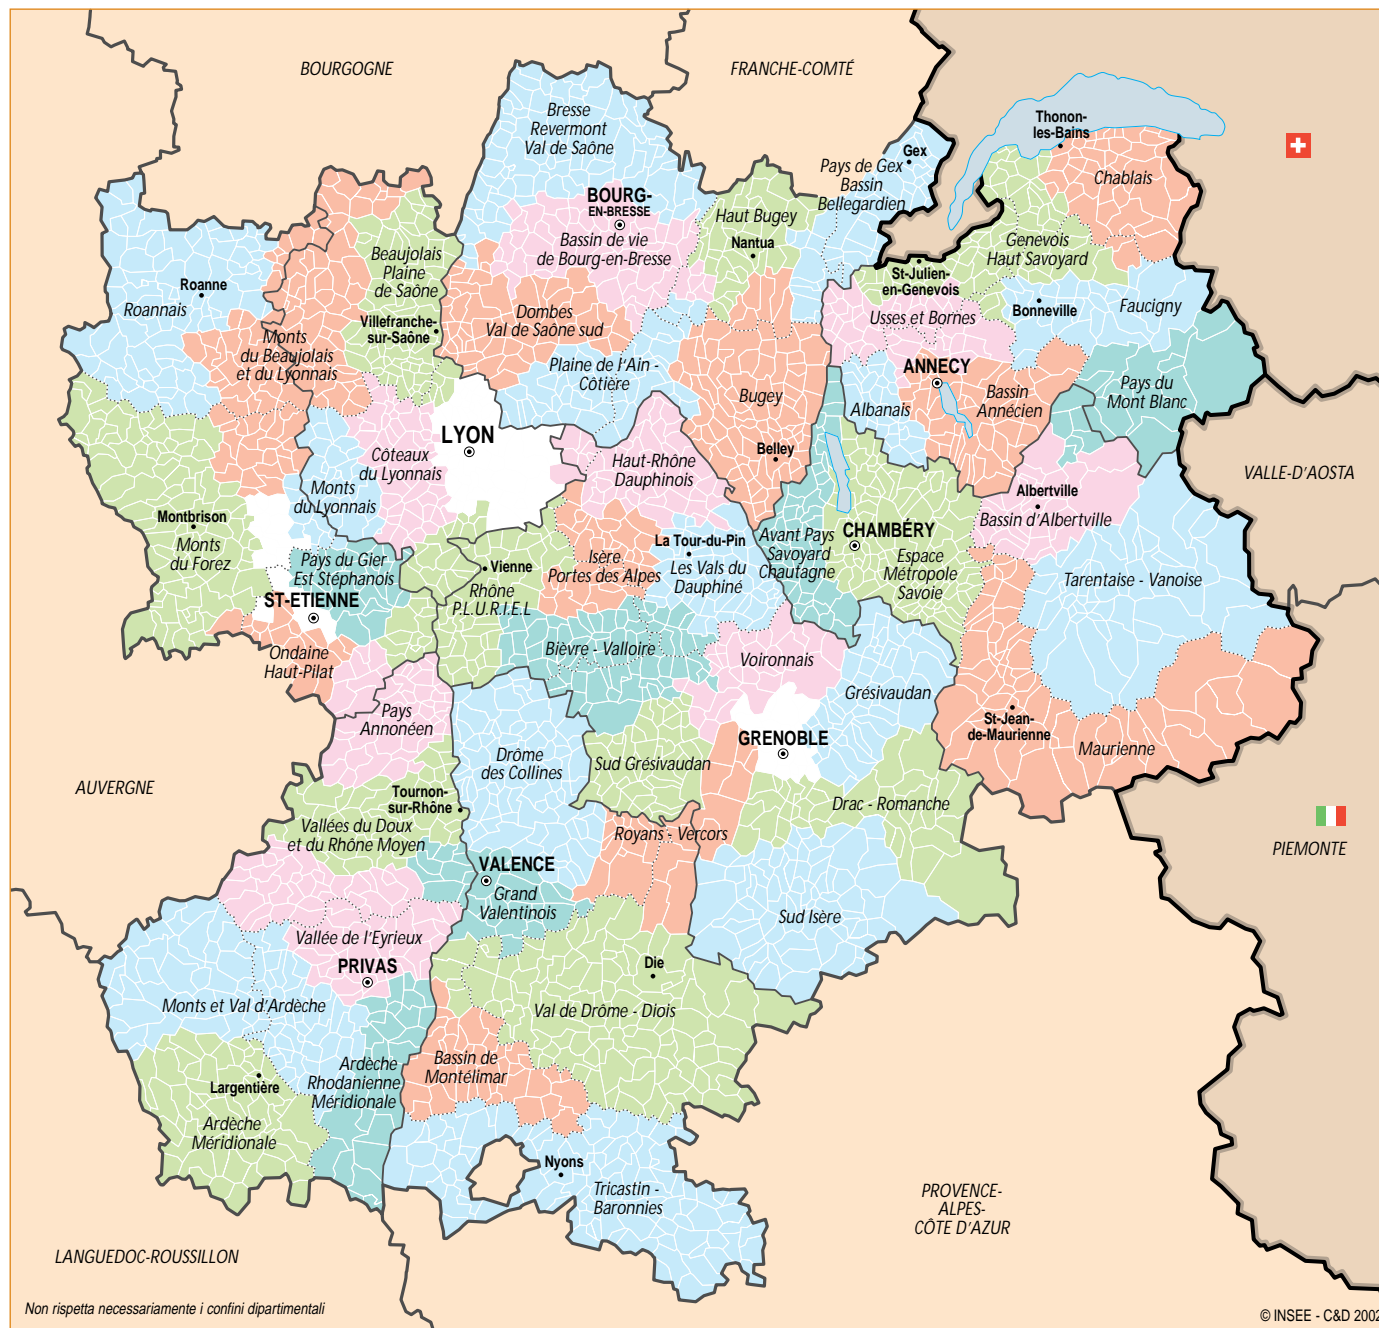 BOURGOGNE
FRANCHE-COMTÉ
Bresse
Revermont
Val de Saône
Thonon-
les-Bains
Gex
Pays de Gex
Bassin
Bellegardien
Chablais
BOURG-
EN-BRESSE
Bassin de vie
de Bourg-en-Bresse
Haut Bugey
Nantua
Genevois
Haut Savoyard
St-Julien-
en-Genevois
Beaujolais
Plaine
de Saône
Roanne
Roannais
Villefranche-
sur-Saône
Dombes
Val de Saône sud
Usses et Bornes
Bonneville
Faucigny
Monts
du Beaujolais
et du Lyonnais
Plaine de l'Ain -
Côtière
ANNECY
Bassin
Annécien
Pays du
Mont Blanc
Bugey
Albanais
LYON
Côteaux
du Lyonnais
Belley
Haut-Rhône
Dauphinois
VALLE-D'AOSTA
Monts
du Lyonnais
Albertville
Bassin d'Albertville
Montbrison
Monts
du Forez
CHAMBÉRY
Avant Pays
Savoyard
Chautagne
Espace
Métropole
Savoie
La Tour-du-Pin
Les Vals du
Dauphiné
Isère
Portes des Alpes
Pays du Gier
Est Stéphanois
Vienne
Rhône
P.L.U.R.I.E.L
Tarentaise - Vanoise
ST-ETIENNE
Ondaine
Haut-Pilat
Bièvre - Valloire
Voironnais
Grésivaudan
Pays
Annonéen
St-Jean-
de-Maurienne
Maurienne
GRENOBLE
Drôme
des Collines
Sud Grésivaudan
AUVERGNE
Tournon-
sur-Rhône
Drac - Romanche
Vallées du Doux
et du Rhône Moyen
Royans - Vercors
PIEMONTE
VALENCE
Grand
Valentinois
Sud Isère
Vallée de l'Eyrieux
PRIVAS
Die
Monts et Val d'Ardèche
Val de Drôme - Diois
Ardèche
Rhodanienne
Méridionale
Bassin de
Montélimar
Largentière
Ardèche
Méridionale
Nyons
Tricastin -
Baronnies
PROVENCE-
ALPES-
CÔTE D'AZUR
LANGUEDOC-ROUSSILLON
Non rispetta necessariamente i confini dipartimentali
© INSEE - C&D 2002